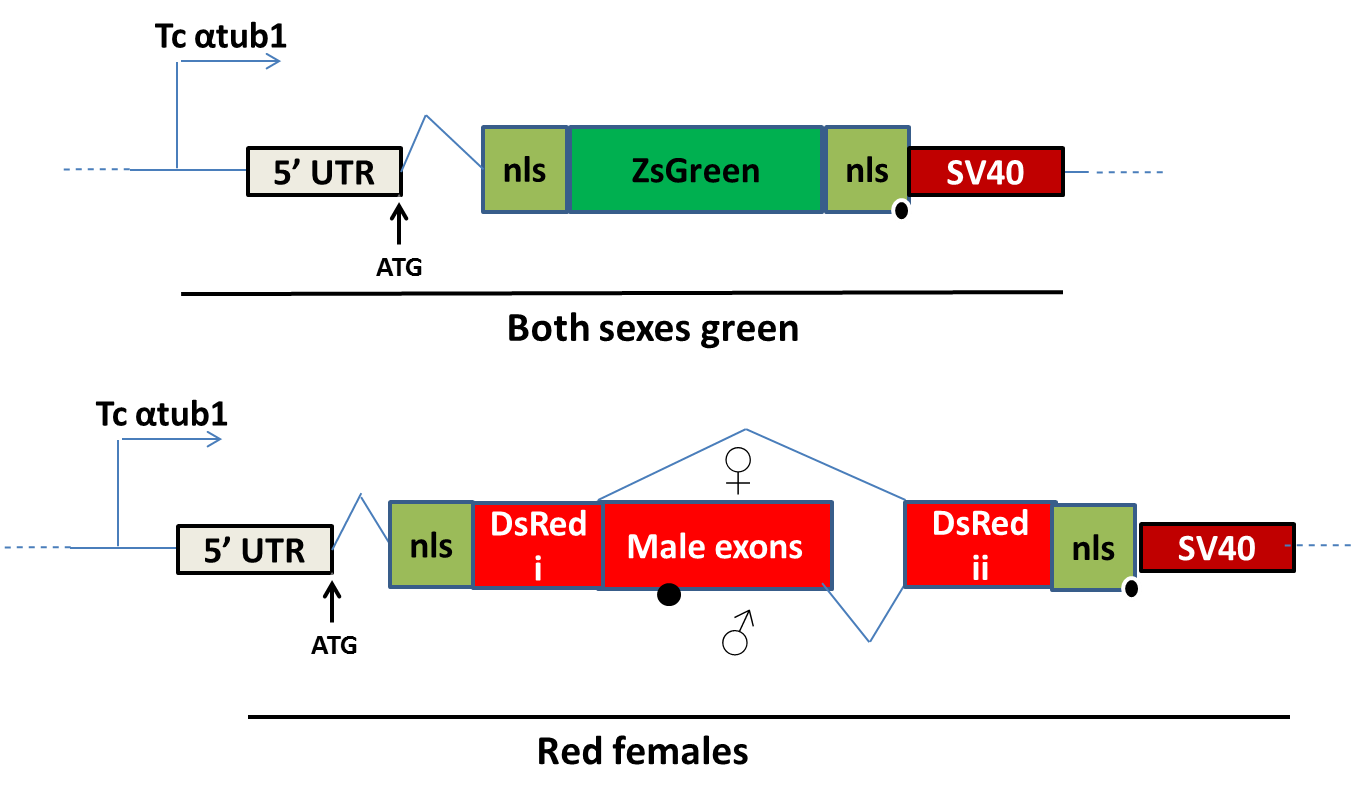 Tc αtub1
5’ UTR
nls
ZsGreen
nls
SV40
ATG
Both sexes green
Tc αtub1
♀
5’ UTR
nls
DsRed
i
Male exons
DsRed
ii
nls
SV40
ATG
♂
Red females